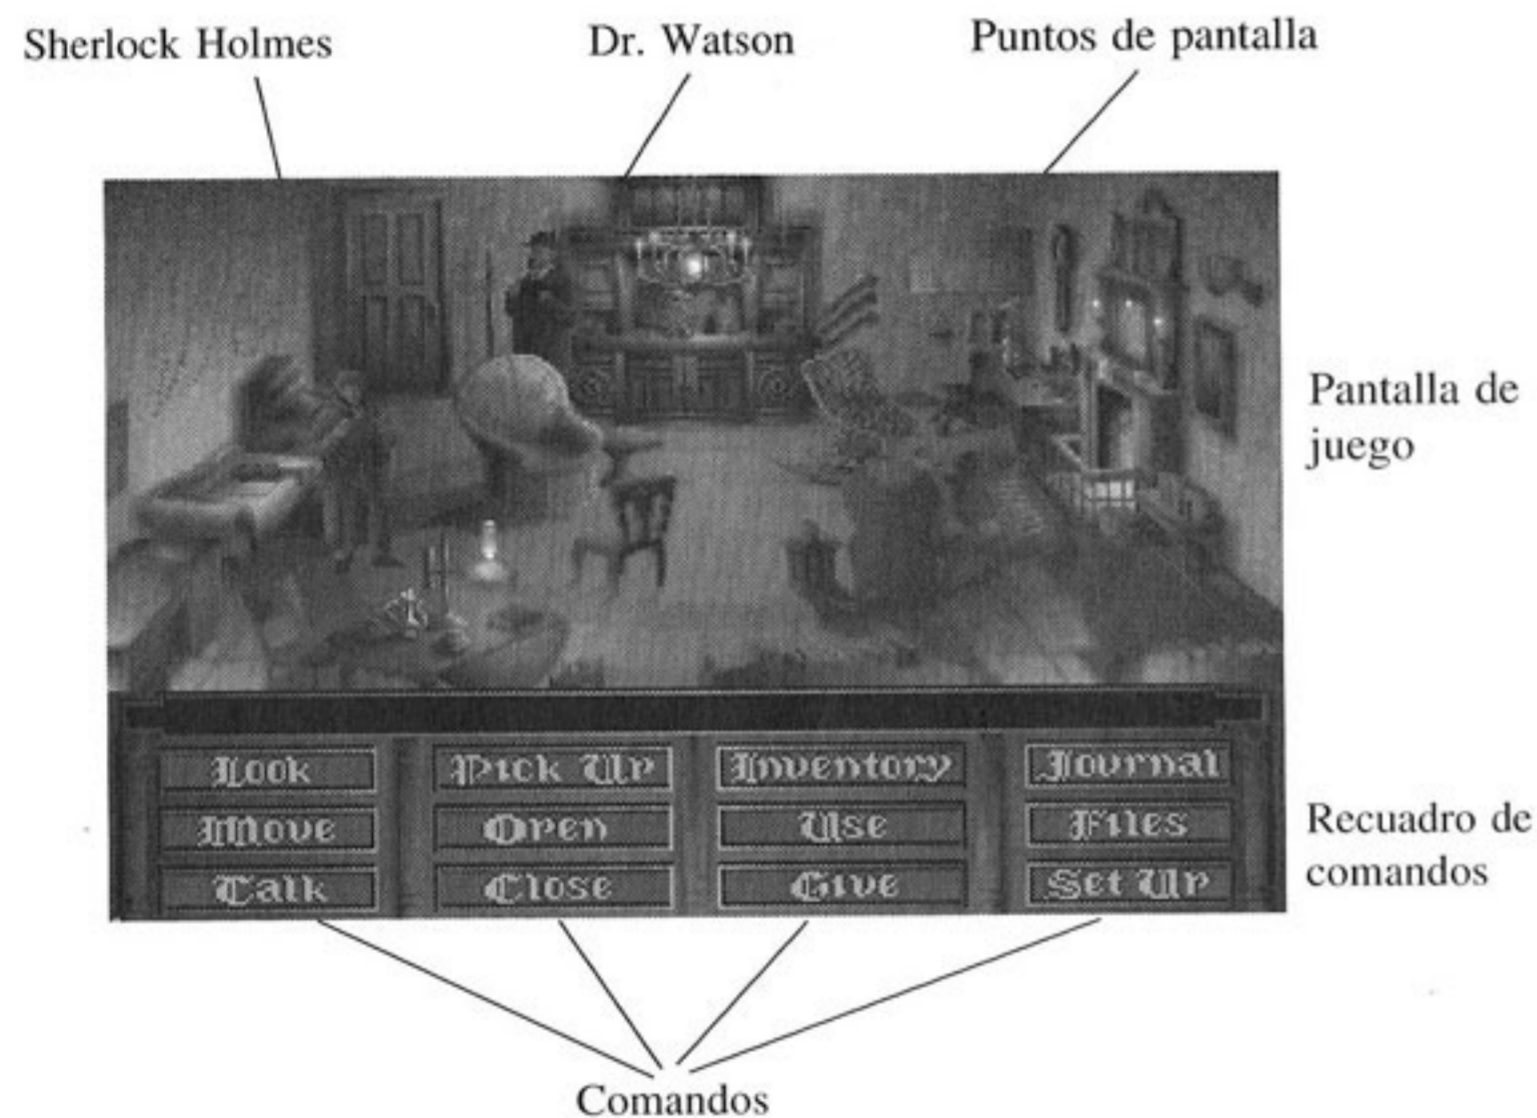 Sherlock Holmes
Dr. Watson
Puntos de pantalla
Pantalla de
juego
Look
Pick Up
Inventory
Journal
Move
Open
Use
Files
Talk
Close
Give
Set Up
Recuadro de
comandos
Comandos